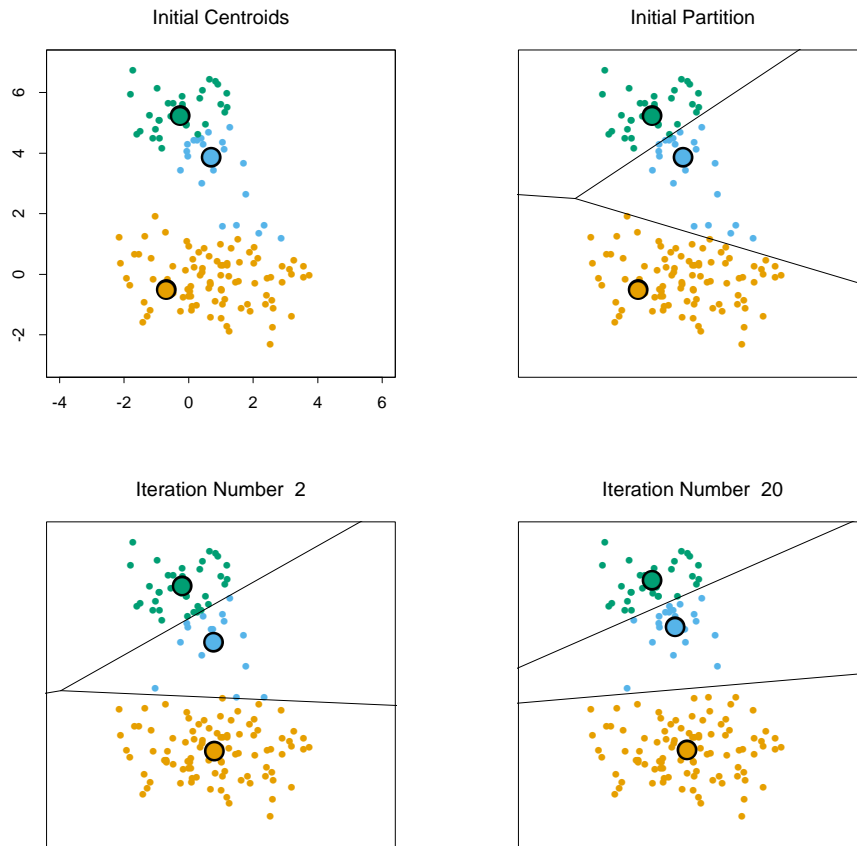 Initial Centroids
Initial Partition
6
4
2
0
-2
-4 -2 0 2 4 6
Iteration Number 2
Iteration Number 20